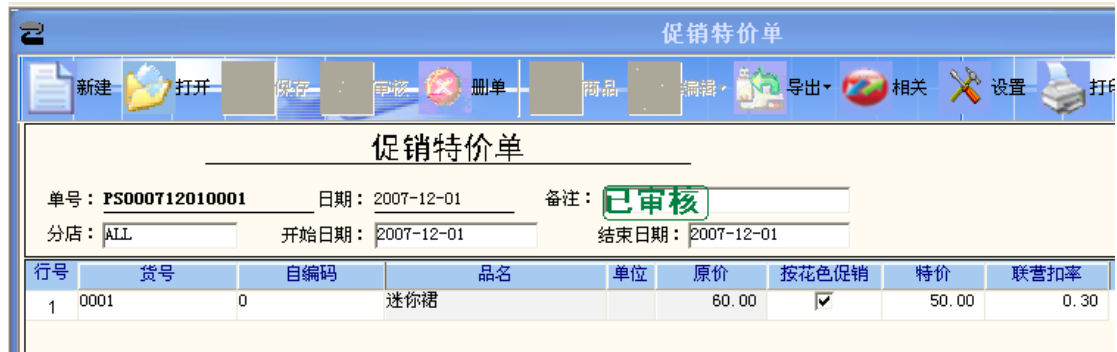 促销特价单
新建 打开 保存 审核 删单 商品 编辑 导出 相关 设置 打印
促销特价单
单号： PS000712010001 日期： 2007-12-01 备注： 已审核
分店： ALL 开始日期： 2007-12-01 结束日期： 2007-12-01
行号 货号 自编码 品名 单位 原价 按花色促销 特价 联营扣率
1 0001 0 迷你裙 60.00 50.00 0.30